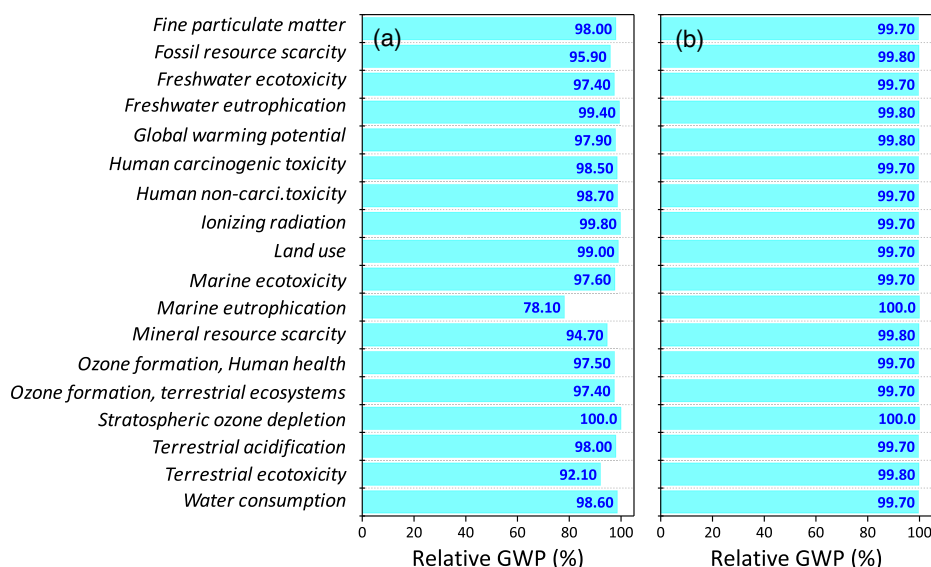 (a)
(b)
Fine particulate matter 98.00 99.70
Fossil resource scarcity 95.90 99.80
Freshwater ecotoxicity 97.40 99.70
Freshwater eutrophication 99.40 99.80
Global warming potential 97.90 99.80
Human carcinogenic toxicity 98.50 99.70
Human non-carci.toxicity 98.70 99.70
Ionizing radiation 99.80 99.70
Land use 99.00 99.70
Marine ecotoxicity 97.60 99.70
Marine eutrophication 78.10 100.0
Mineral resource scarcity 94.70 99.80
Ozone formation, Human health 97.50 99.70
Ozone formation, terrestrial ecosystems 97.40 99.70
Stratospheric ozone depletion 100.0 100.0
Terrestrial acidification 98.00 99.70
Terrestrial ecotoxicity 92.10 99.80
Water consumption 98.60 99.70
0 20 40 60 80 100 0 20 40 60 80 100
Relative GWP (%) Relative GWP (%)